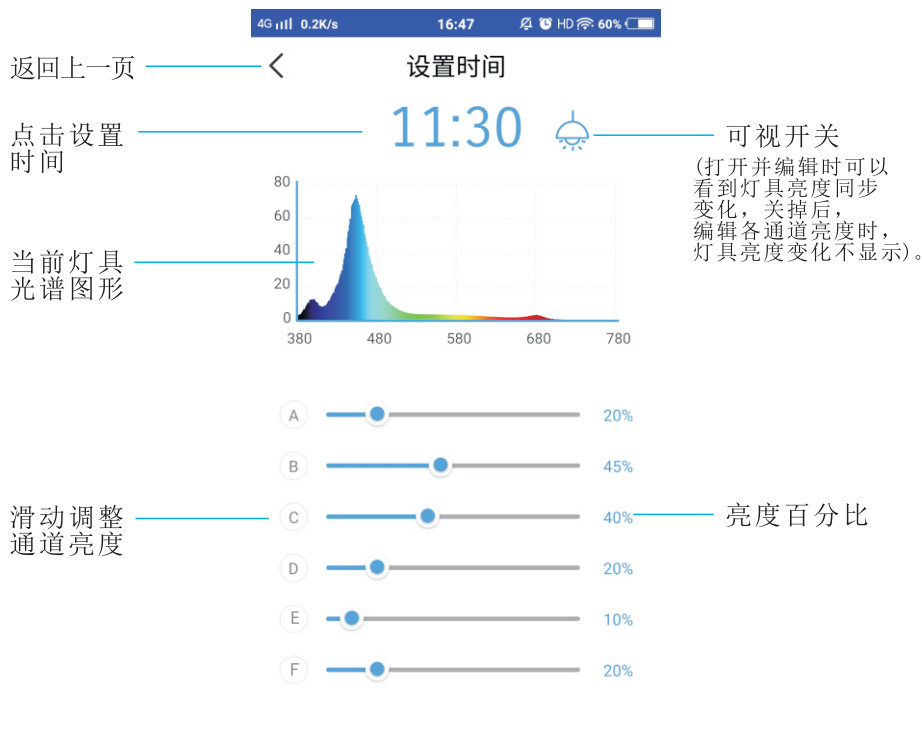 4G 0.2K/s 16:47 HD 60%
返回上一页
设置时间
点击设置
时间
11:30
可视开关
(打开并编辑时可以
看到灯具亮度同步
变化，关掉后，
编辑各通道亮度时，
灯具亮度变化不显示)。
当前灯具
光谱图形
80
60
40
20
0
380 480 580 680 780
A 20%
B 45%
滑动调整
通道亮度
C 40%
亮度百分比
D 20%
E 10%
F 20%